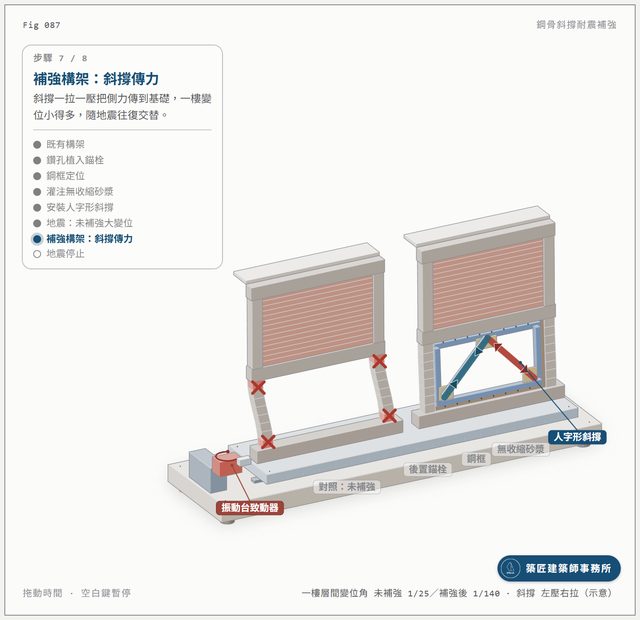 Fig 087
鋼骨斜撐耐震補強
步驟 7 / 8
補強構架：斜撐傳力
斜撐一拉一壓把側力傳到基礎，一樓變
位小得多，隨地震往復交替。
既有構架
鑽孔植入錨栓
鋼框定位
灌注無收縮砂漿
安裝人字形斜撐
地震：未補強大變位
補強構架：斜撐傳力
地震停止
人字形斜撐
無收縮砂漿
鋼框
後置錨栓
對照：未補強
振動台致動器
築匠建築師事務所
拖動時間 · 空白鍵暫停
一樓層間變位角 未補強 1/25／補強後 1/140 · 斜撐 左壓右拉（示意）